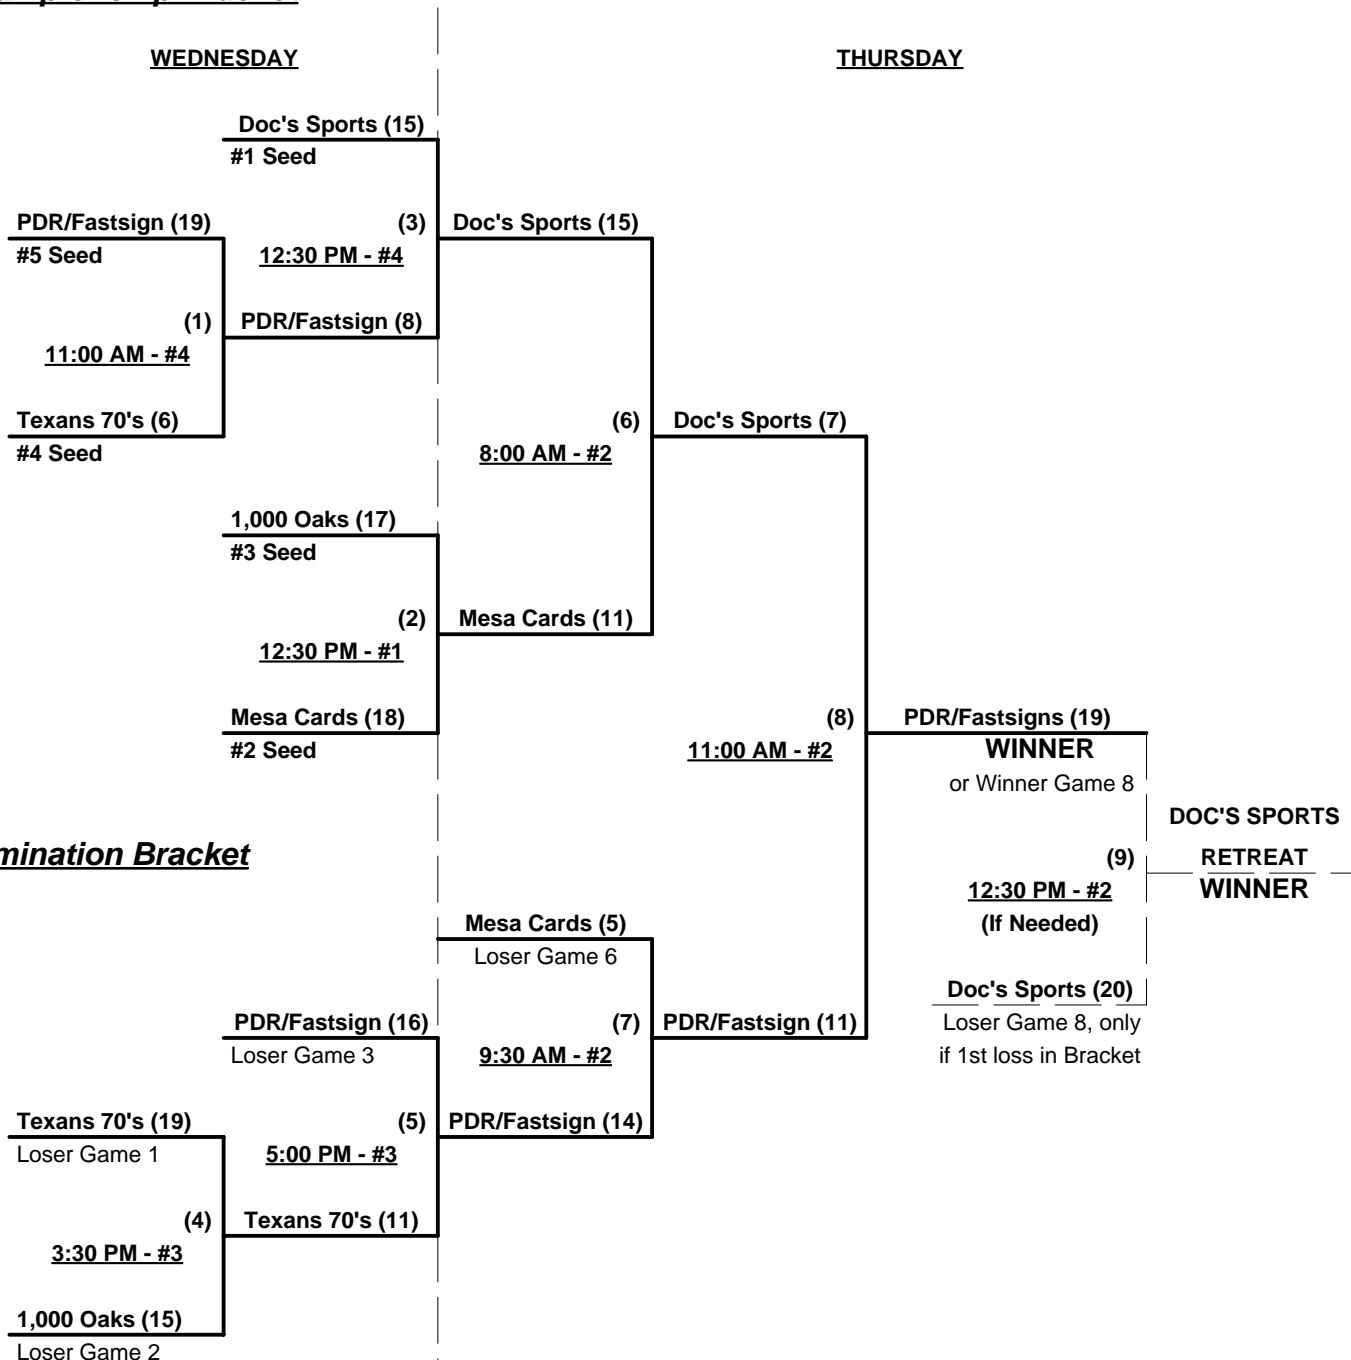 WEDNESDAY
THURSDAY
Doc's Sports (15)
#1 Seed
PDR/Fastsign (19)
(3)
Doc's Sports (15)
#5 Seed
12:30 PM - #4
(1)
PDR/Fastsign (8)
11:00 AM - #4
Texans 70's (6)
(6)
Doc's Sports (7)
#4 Seed
8:00 AM - #2
1,000 Oaks (17)
#3 Seed
(2)
Mesa Cards (11)
12:30 PM - #1
Mesa Cards (18)
(8)
PDR/Fastsigns (19)
#2 Seed
11:00 AM - #2
WINNER
or Winner Game 8
DOC'S SPORTS
mination Bracket
(9)
RETREAT
12:30 PM - #2
WINNER
Mesa Cards (5)
(If Needed)
Loser Game 6
Doc's Sports (20)
PDR/Fastsign (16)
(7)
PDR/Fastsign (11)
Loser Game 8, only
Loser Game 3
9:30 AM - #2
if 1st loss in Bracket
Texans 70's (19)
(5)
PDR/Fastsign (14)
Loser Game 1
5:00 PM - #3
(4)
Texans 70's (11)
3:30 PM - #3
1,000 Oaks (15)
Loser Game 2